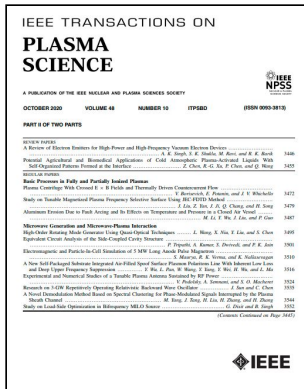 IEEE TRANSACTIONS ON
PLASMA
SCIENCE
A PUBLICATION OF THE IEEE NUCLEAR AND PLASMA SCIENCES SOCIETY
IEEE
NPSS
OCTOBER 2020 VOLUME 48 NUMBER 10 ITPSBD (ISSN 0093-3813)
PART II OF TWO PARTS
REVIEW PAPERS
A Review of Electron Emitters for High-Power and High-Frequency Vacuum Electron Devices
A. K. Singh, S. K. Shukla, M. Ravi, and R. K. Barik 3446
Potential Agricultural and Biomedical Applications of Cold Atmospheric Plasma-Activated Liquids With
Self-Organized Patterns Formed at the Interface Z. Chen, R.-G. Xu, P. Chen, and Q. Wang 3455
REGULAR PAPERS
Basic Processes in Fully and Partially Ionized Plasmas
Plasma Centrifuge With Crossed E × B Fields and Thermally Driven Countercurrent Flow
V. Borisevich, E. Potanin, and J. V. Whichello 3472
Study on Tunable Magnetized Plasma Frequency Selective Surface Using JEC-FDTD Method
J. Liu, Z. Yan, J. Ji, Q. Chang, and H. Song 3479
Aluminum Erosion Due to Fault Arcing and Its Effects on Temperature and Pressure in a Closed Air Vessel
M. Li, Y. Wu, J. Liu, and P. Gao 3487
Microwave Generation and Microwave-Plasma Interaction
High-Order Rotating Mode Generator Using Quasi-Optical Techniques L. Wang, X. Niu, Y. Liu, and S. Chen 3495
Equivalent Circuit Analysis of the Side-Coupled Cavity Structure
P. Tripathi, S. Kumar, S. Dwivedi, and P. K. Jain 3501
Electromagnetic and Particle-In-Cell Simulation of 5 MW Long Anode Pulse Magnetron
S. Maurya, R. K. Verma, and K. Nallasamy 3510
A New Self-Packaged Substrate Integrated Air-Filled Spoof Surface Plasmon Polaritons Line With Inherent Low Loss
and Deep Upper Frequency Suppression Y. Wu, L. Pan, W. Wang, Y. Yang, Y. Wei, H. Wu, and L. Ma 3516
Experimental and Numerical Studies of a Tunable Plasma Antenna Sustained by RF Power
V. Podolsky, A. Semnani, and S. O. Macheret 3524
Research on 3-GW Repetitively Operating Relativistic Backward Wave Oscillator J. Sun and C. Chen 3535
A Novel Demodulation Method Based on Spectral Clustering for Phase-Modulated Signals Interrupted by the Plasma
Sheath Channel M. Yang, J. Tang, H. Liu, H. Zhang, and H. Zhang 3544
Study on Load-Side Optimization in Bifrequency MILO Source G. Dixit and B. Singh 3552
(Contents Continued on Page 3445)
IEEE